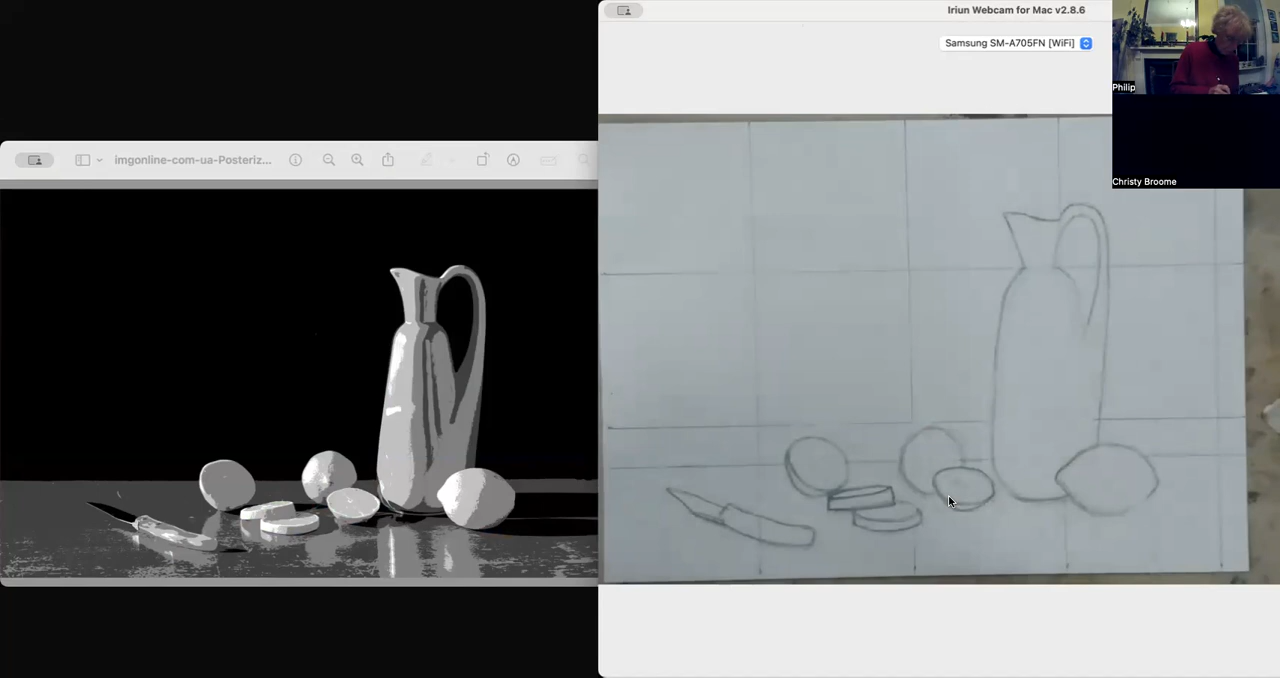 Iriun Webcam for Mac v2.8.6
Samsung SM-A705FN [WiFi]
Philip
imgonline-com-ua-Posteriz...
Christy Broome